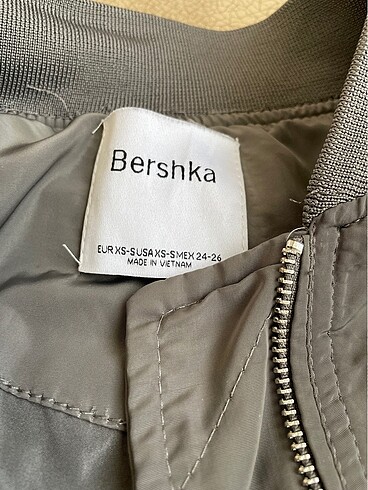 Bershka
EUR XS-S USA XS-S MEX 24-26
MADE IN VIETNAM